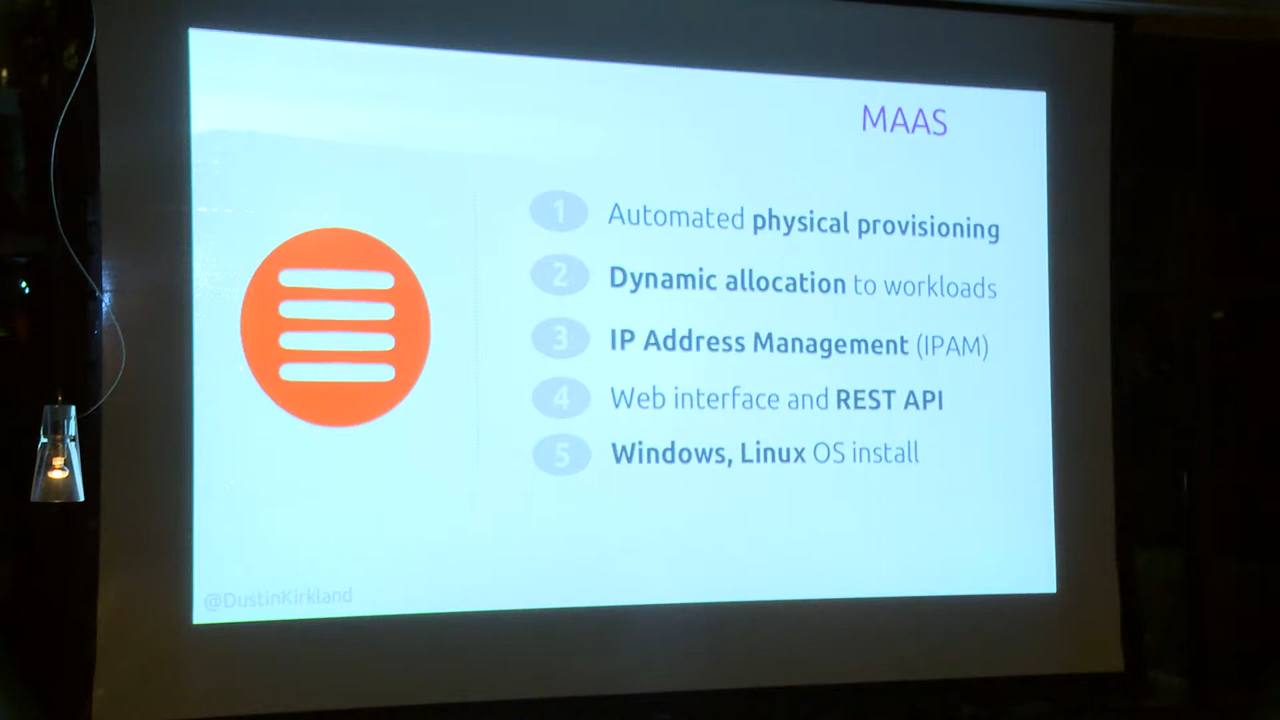 MAAS
1 Automated physical provisioning
2 Dynamic allocation to workloads
3 IP Address Management (IPAM)
4 Web interface and REST API
5 Windows, Linux OS install
@DustinKirkland